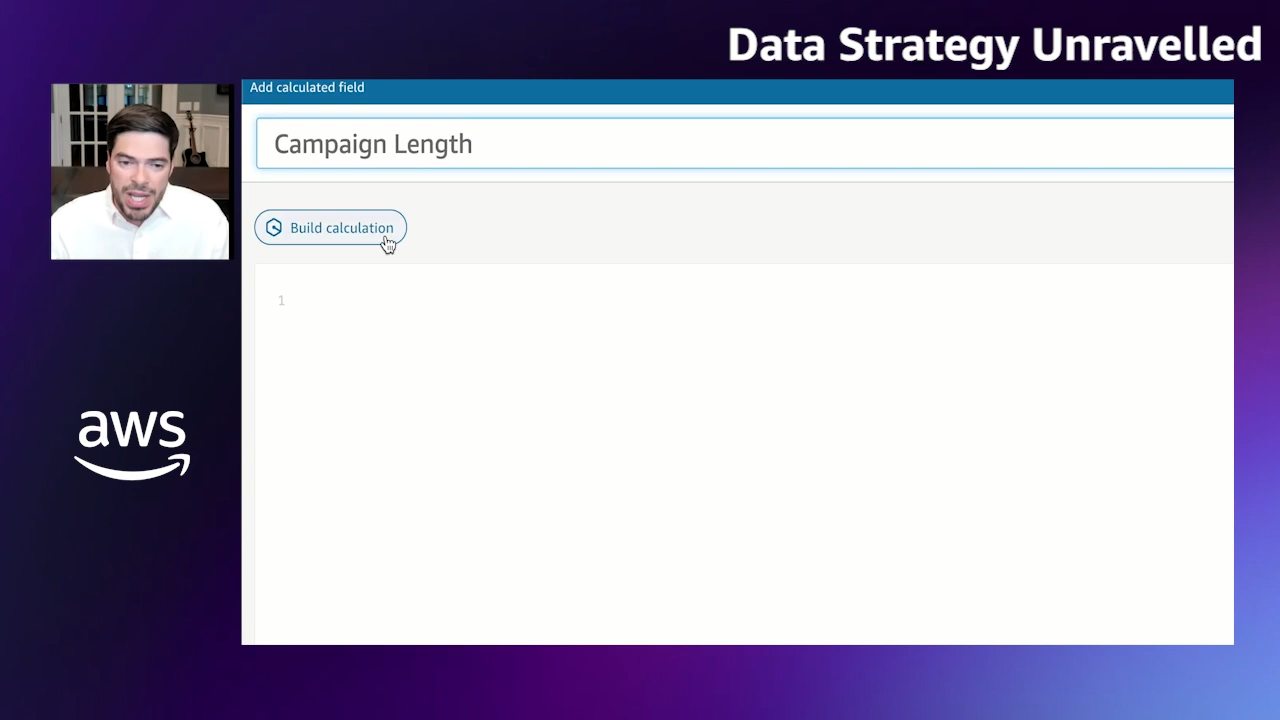 Data Strategy Unravelled
Add calculated field
Campaign Length
Build calculation
1
aws